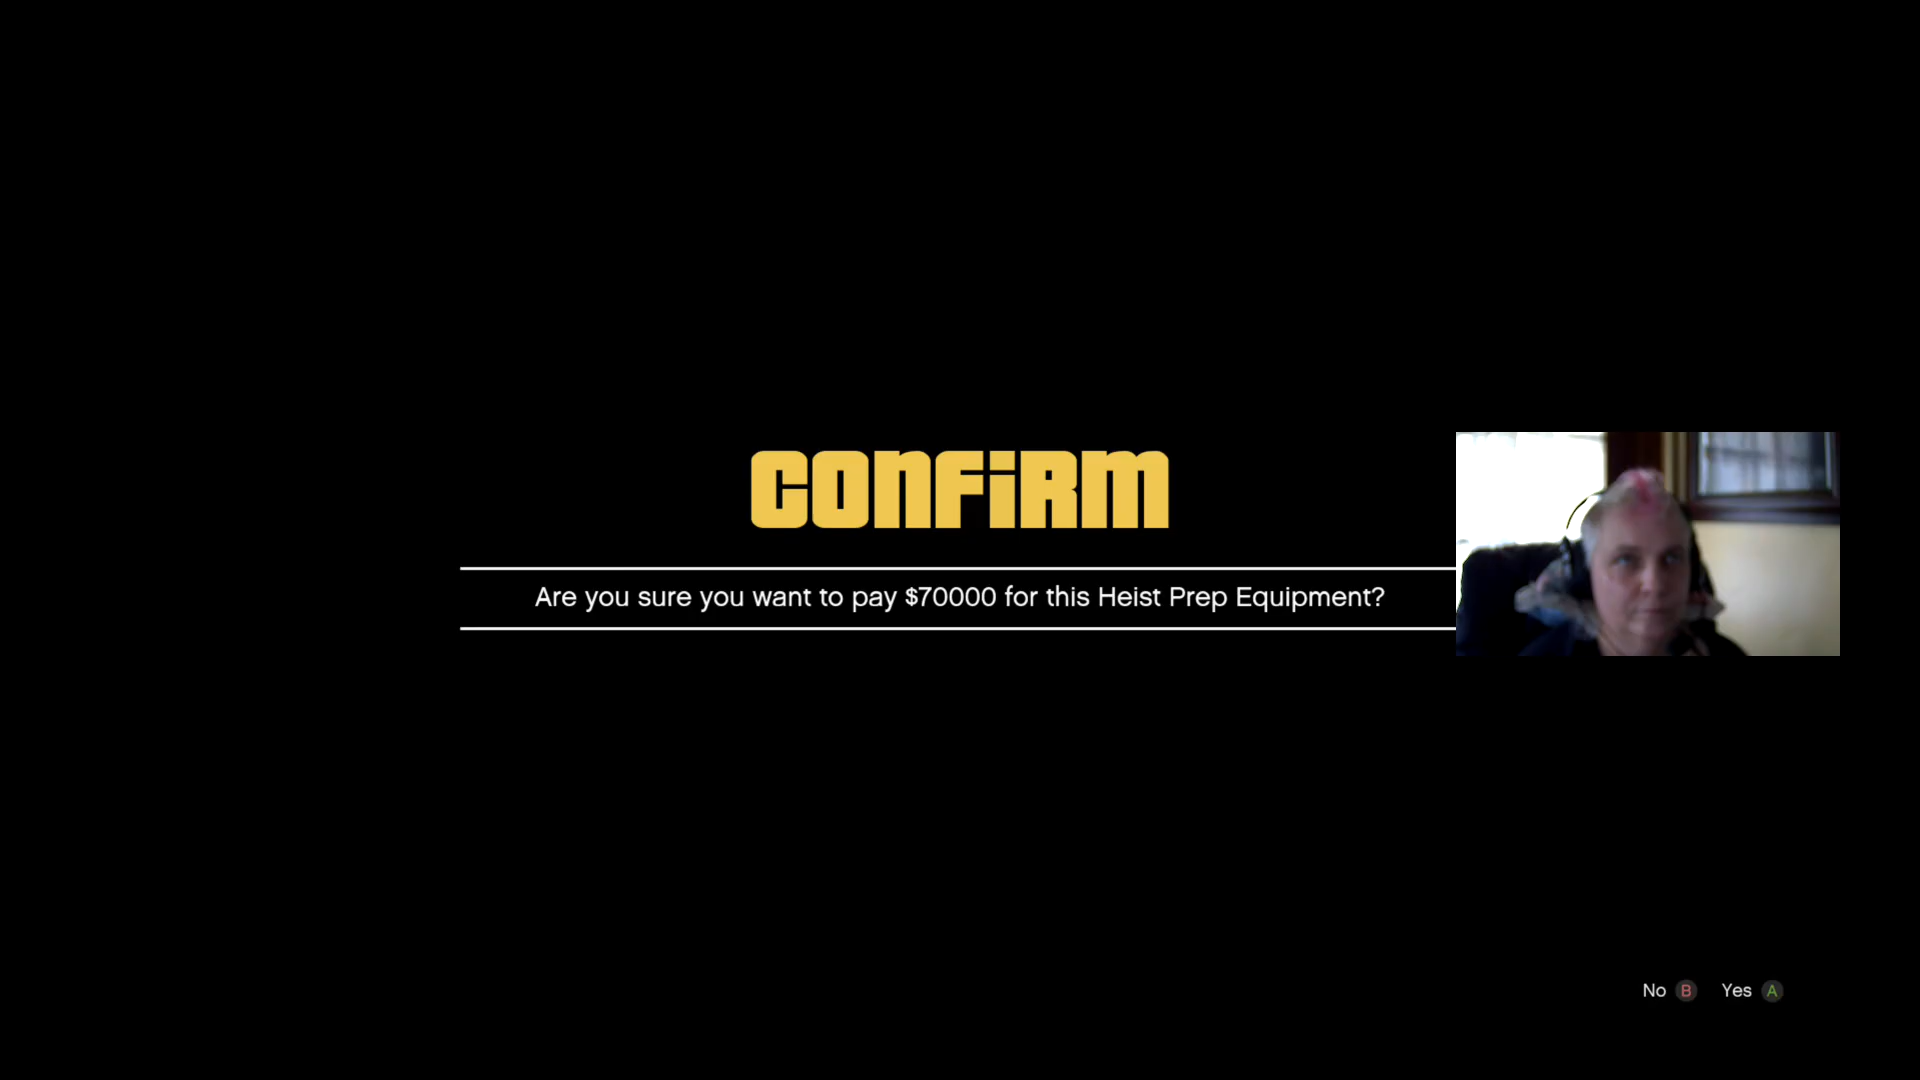 CONFIRM
Are you sure you want to pay $70000 for this Heist Prep Equipment?
No B Yes A